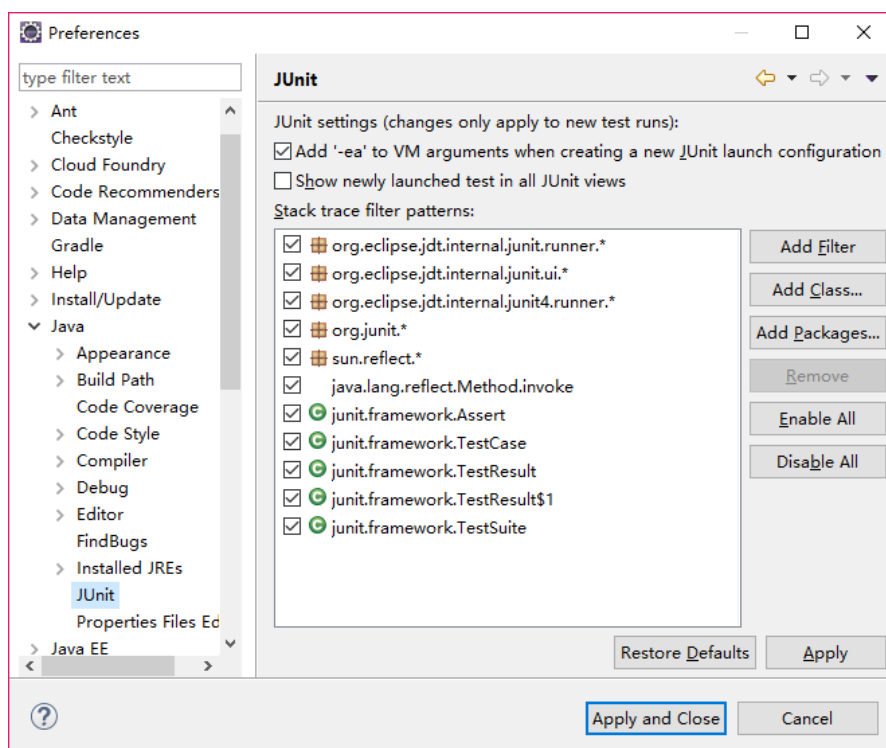 Preferences
type filter text
Ant
Checkstyle
Cloud Foundry
Code Recommenders
Data Management
Gradle
Help
Install/Update
Java
Appearance
Build Path
Code Coverage
Code Style
Compiler
Debug
Editor
FindBugs
Installed JREs
JUnit
Properties Files Ed
Java EE
JUnit
JUnit settings (changes only apply to new test runs):
Add '-ea' to VM arguments when creating a new JUnit launch configuration
Show newly launched test in all JUnit views
Stack trace filter patterns:
org.eclipse.jdt.internal.junit.runner.*
org.eclipse.jdt.internal.junit.ui.*
org.eclipse.jdt.internal.junit4.runner.*
org.junit.*
sun.reflect.*
java.lang.reflect.Method.invoke
junit.framework.Assert
junit.framework.TestCase
junit.framework.TestResult
junit.framework.TestResult$1
junit.framework.TestSuite
Add Filter
Add Class...
Add Packages...
Remove
Enable All
Disable All
Restore Defaults
Apply
Apply and Close
Cancel